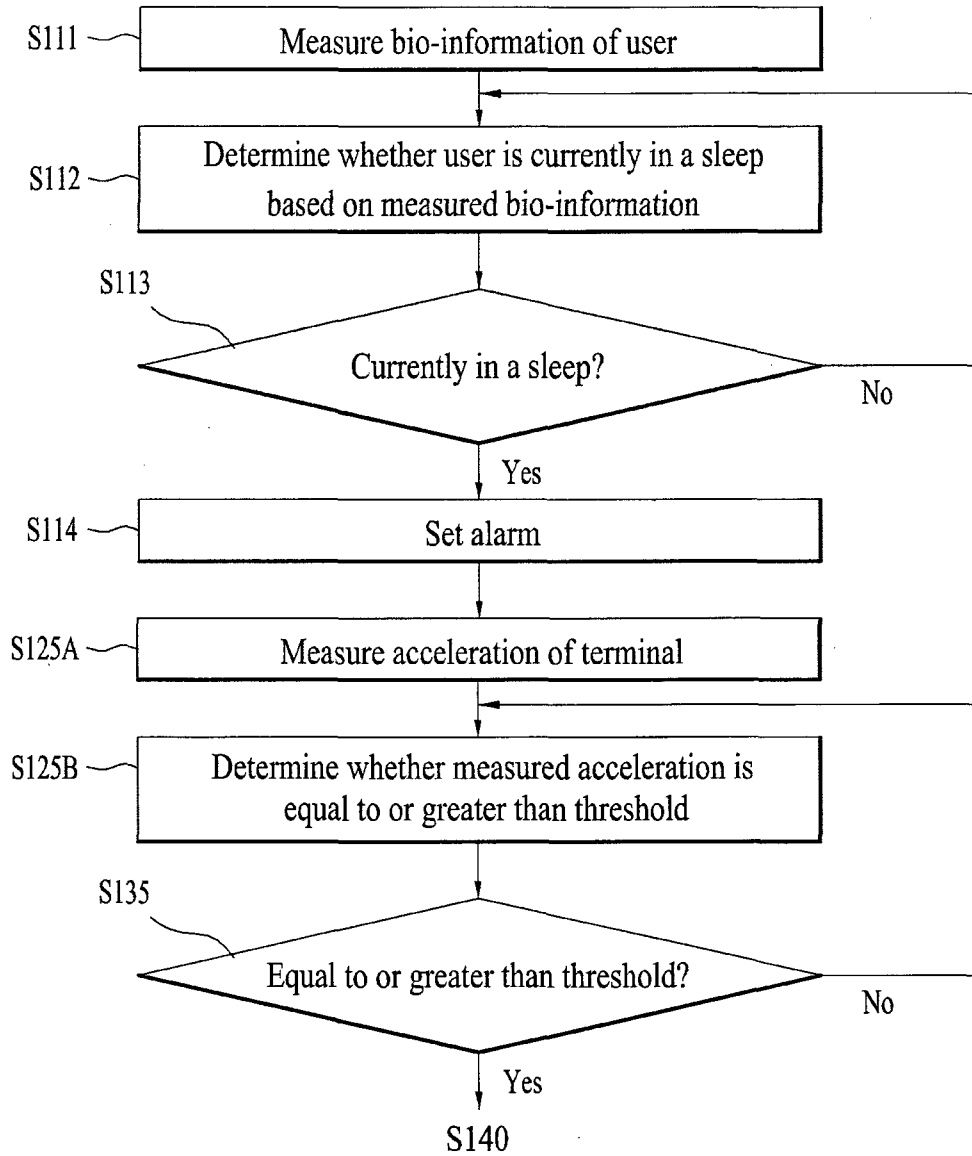 S111
Measure bio-information of user
S112
Determine whether user is currently in a sleep
based on measured bio-information
S113
Currently in a sleep?
No
Yes
S114
Set alarm
S125A
Measure acceleration of terminal
S125B
Determine whether measured acceleration is
equal to or greater than threshold
S135
Equal to or greater than threshold?
No
Yes
S140